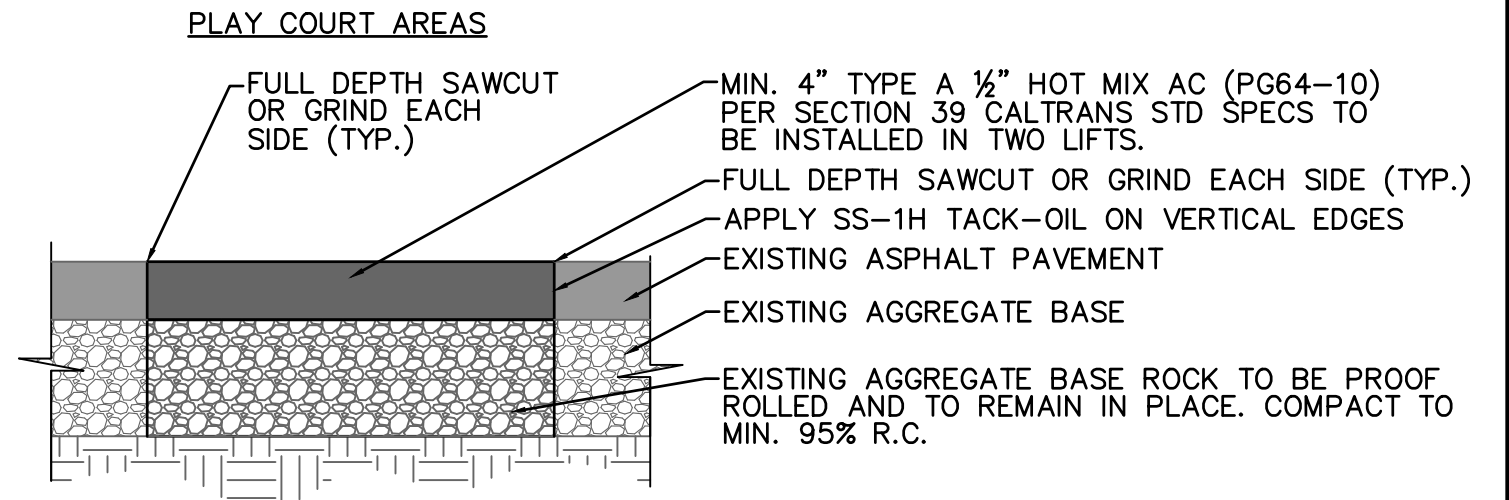 PLAY COURT AREAS
FULL DEPTH SAWCUT
OR GRIND EACH
SIDE (TYP.)
MIN. 4" TYPE A ½" HOT MIX AC (PG64-10)
PER SECTION 39 CALTRANS STD SPECS TO
BE INSTALLED IN TWO LIFTS.
FULL DEPTH SAWCUT OR GRIND EACH SIDE (TYP.)
APPLY SS-1H TACK-OIL ON VERTICAL EDGES
EXISTING ASPHALT PAVEMENT
EXISTING AGGREGATE BASE
EXISTING AGGREGATE BASE ROCK TO BE PROOF
ROLLED AND TO REMAIN IN PLACE. COMPACT TO
MIN. 95% R.C.